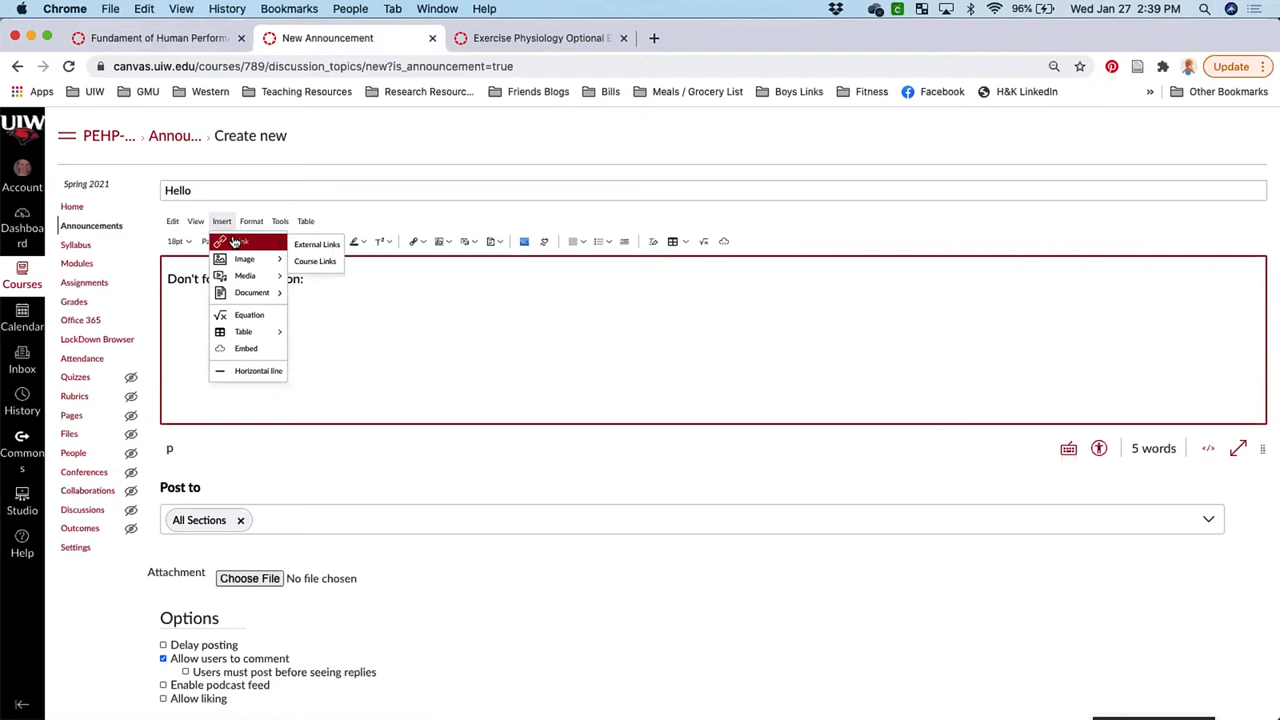 Chrome File Edit View History Bookmarks People Tab Window Help 96% Wed Jan 27 2:39 PM
Fundament of Human Perform New Announcement Exercise Physiology Optional E
canvas.uiw.edu/courses/789/discussion_topics/new?is_announcement=true Update
Apps UIW GMU Western Teaching Resources Research Resourc... Friends Blogs Bills Meals / Grocery List Boys Links Fitness Facebook H&K LinkedIn » Other Bookmarks
UIW
PEHP-... › Annou... › Create new
Account
Dashboa
rd
Courses
Calendar
Inbox
History
Common
s
Studio
Help
Spring 2021
Home
Announcements
Syllabus
Modules
Assignments
Grades
Office 365
LockDown Browser
Attendance
Quizzes
Rubrics
Pages
Files
People
Conferences
Collaborations
Discussions
Outcomes
Settings
Hello
Edit View Insert Format Tools Table
18pt
Image
Media
Document
Equation
Table
Embed
Horizontal line
External Links
Course Links
Don't
p
5 words
</>
Post to
All Sections
Attachment Choose File No file chosen
Options
Delay posting
Allow users to comment
Users must post before seeing replies
Enable podcast feed
Allow liking